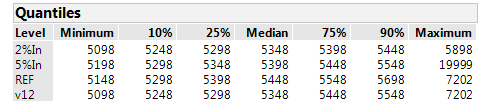 Quantiles
Level Minimum 10% 25% Median 75% 90% Maximum
2%In 5098 5248 5298 5348 5398 5448 5898
5%In 5198 5298 5348 5398 5448 5548 19999
REF 5148 5298 5398 5448 5548 5698 7202
v12 5098 5248 5298 5348 5448 5548 7202